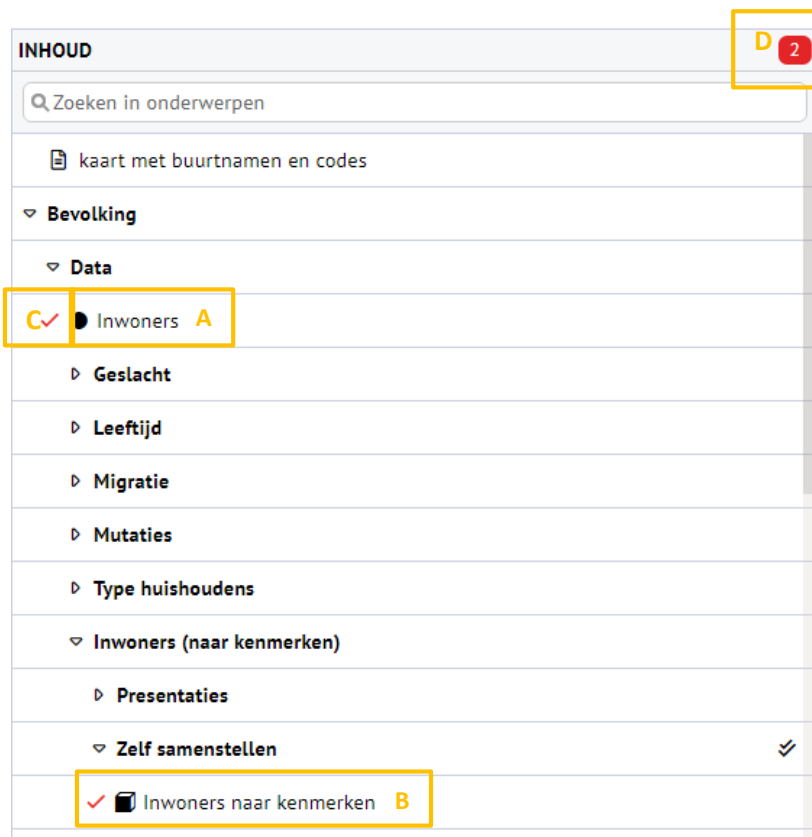 INHOUD D 2
Zoeken in onderwerpen
kaart met buurtnamen en codes
Bevolking
Data
C Inwoners A
Geslacht
Leeftijd
Migratie
Mutaties
Type huishoudens
Inwoners (naar kenmerken)
Presentaties
Zelf samenstellen
Inwoners naar kenmerken B